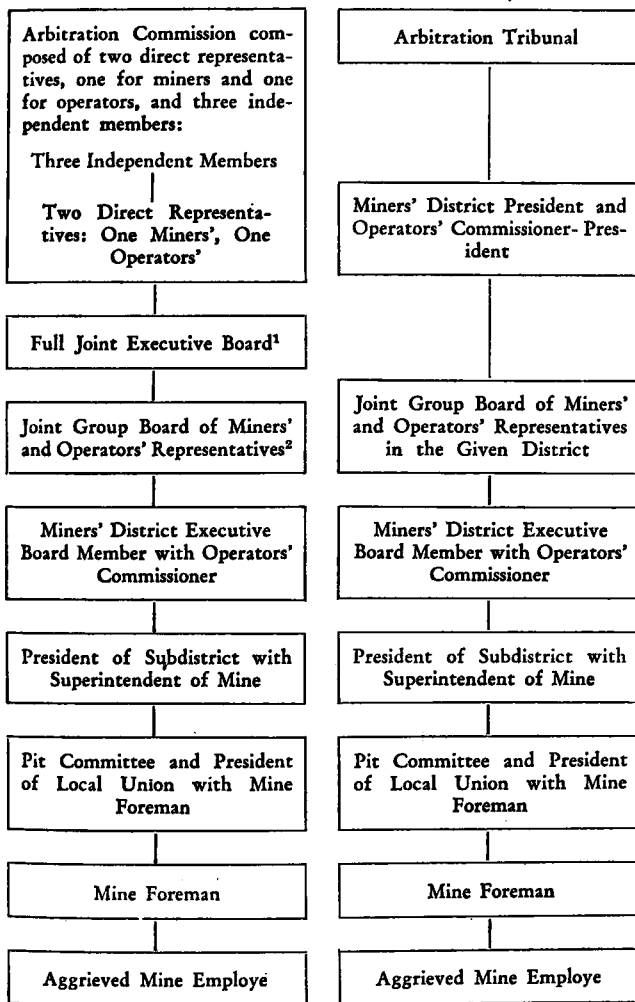 Arbitration Commission com-
posed of two direct representa-
tives, one for miners and one
for operators, and three inde-
pendent members:
Three Independent Members
Two Direct Representa-
tives: One Miners', One
Operators'
Full Joint Executive Board¹
Joint Group Board of Miners'
and Operators' Representatives²
Miners' District Executive
Board Member with Operators'
Commissioner
President of Subdistrict with
Superintendent of Mine
Pit Committee and President
of Local Union with Mine
Foreman
Mine Foreman
Aggrieved Mine Employe
Arbitration Tribunal
Miners' District President and
Operators' Commissioner- Pres-
ident
Joint Group Board of Miners'
and Operators' Representatives
in the Given District
Miners' District Executive
Board Member with Operators'
Commissioner
President of Subdistrict with
Superintendent of Mine
Pit Committee and President
of Local Union with Mine
Foreman
Mine Foreman
Aggrieved Mine Employe